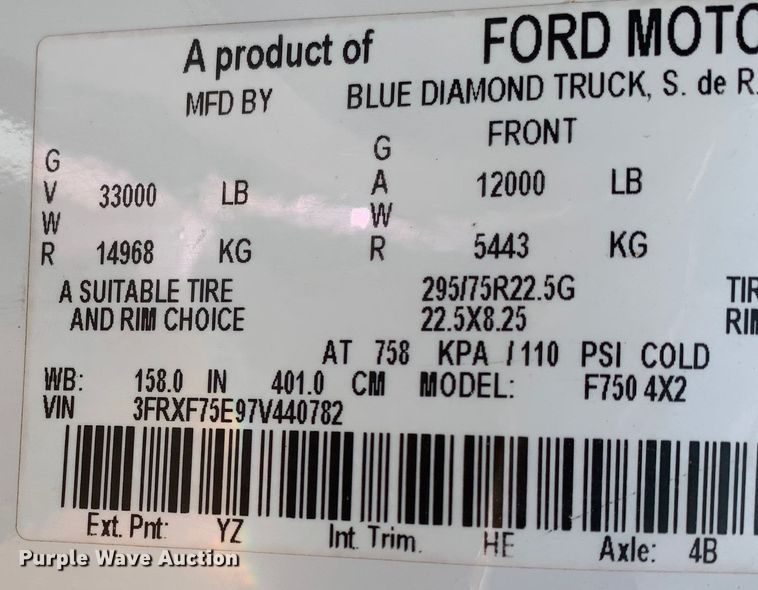 A product of FORD MOTO
MFD BY BLUE DIAMOND TRUCK, S. de R.
FRONT
GVWR 33000 LB GAWR 12000 LB
14968 KG 5443 KG
A SUITABLE TIRE 295/75R22.5G TIR
AND RIM CHOICE 22.5X8.25 RIM
AT 758 KPA / 110 PSI COLD
WB: 158.0 IN 401.0 CM MODEL: F750 4X2
VIN 3FRXF75E97V440782
Ext. Pnt: YZ Int. Trim. HE Axle: 4B
Purple Wave Auction